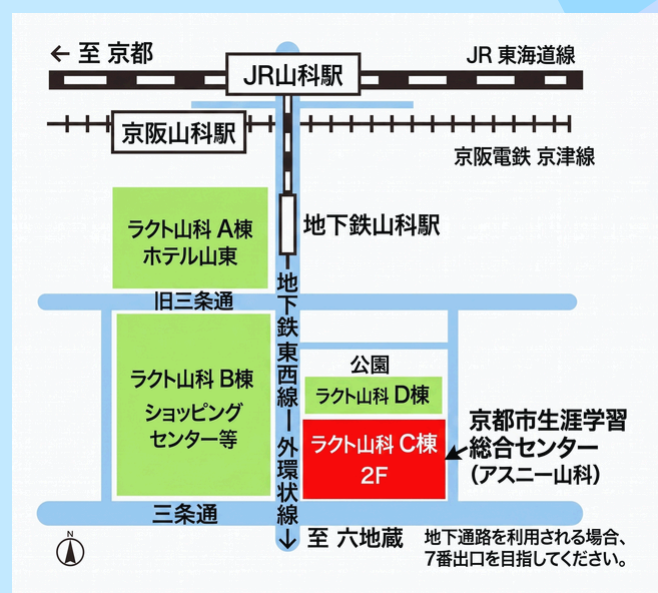 ← 至 京都
JR山科駅
JR 東海道線
京阪山科駅
京阪電鉄 京津線
ラクト山科 A棟
ホテル山東
地下鉄山科駅
旧三条通
地下鉄 東西線
外環状線
ラクト山科 B棟
ショッピング
センター等
公園
ラクト山科 D棟
ラクト山科 C棟
2F
京都市生涯学習
総合センター
（アスニー山科）
三条通
↓ 至 六地蔵
N
地下通路を利用される場合、
7番出口を目指してください。